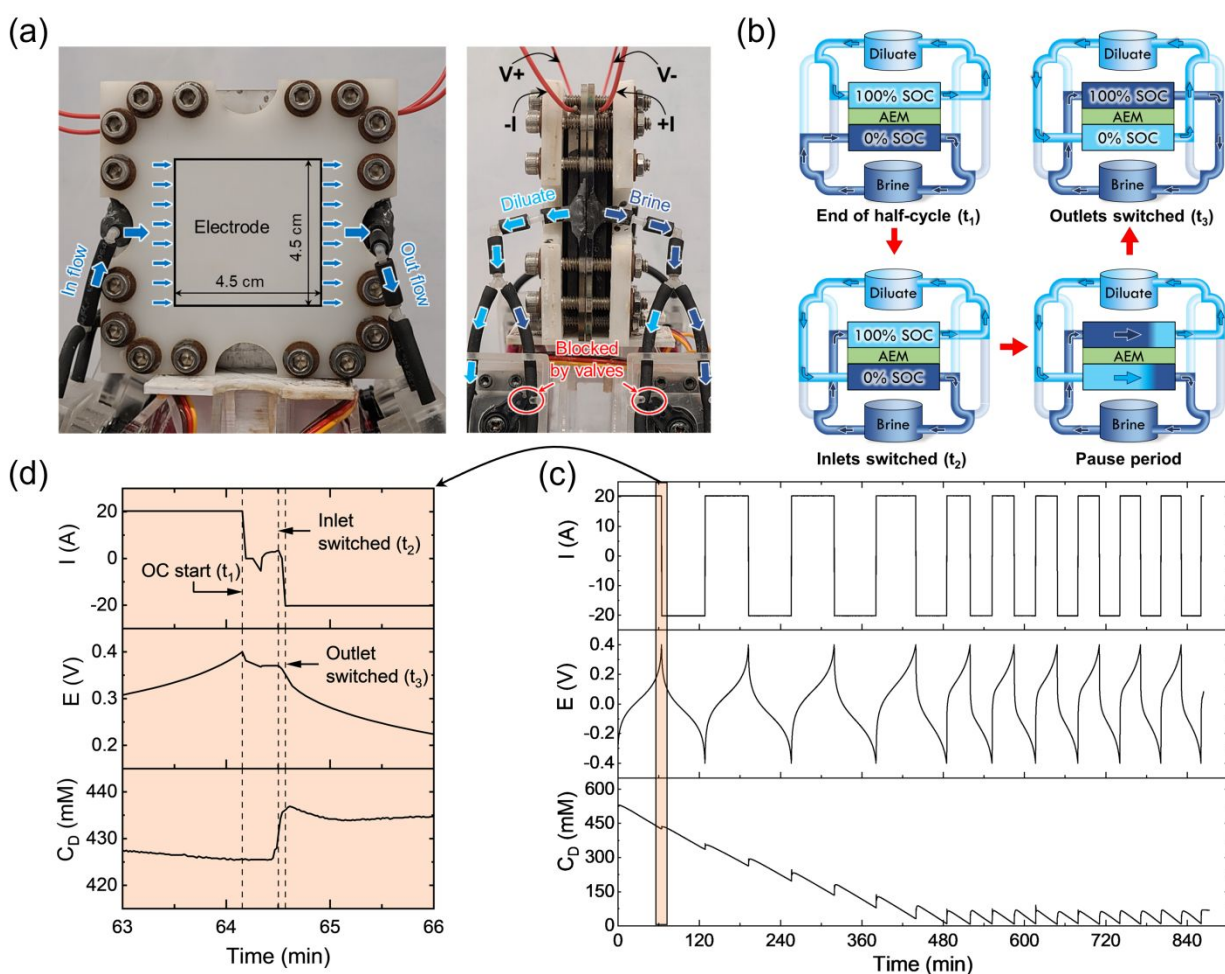 (a)
In flow
Electrode
4.5 cm
4.5 cm
Out flow
V+
V-
-I
+I
Diluate
Brine
Blocked
by valves
(b)
Diluate
100% SOC
AEM
0% SOC
Brine
End of half-cycle (t₁)
Diluate
100% SOC
AEM
0% SOC
Brine
Outlets switched (t₃)
Diluate
100% SOC
AEM
0% SOC
Brine
Inlets switched (t₂)
Diluate
AEM
Brine
Pause period
(d)
I (A)
20
0
-20
OC start (t₁)
Inlet
switched (t₂)
E (V)
0.4
0.3
0.2
Outlet
switched (t₃)
C_D (mM)
440
430
420
63
64
65
66
Time (min)
(c)
I (A)
20
0
-20
E (V)
0.4
0.2
0.0
-0.2
-0.4
C_D (mM)
600
450
300
150
0
0
120
240
360
480
600
720
840
Time (min)